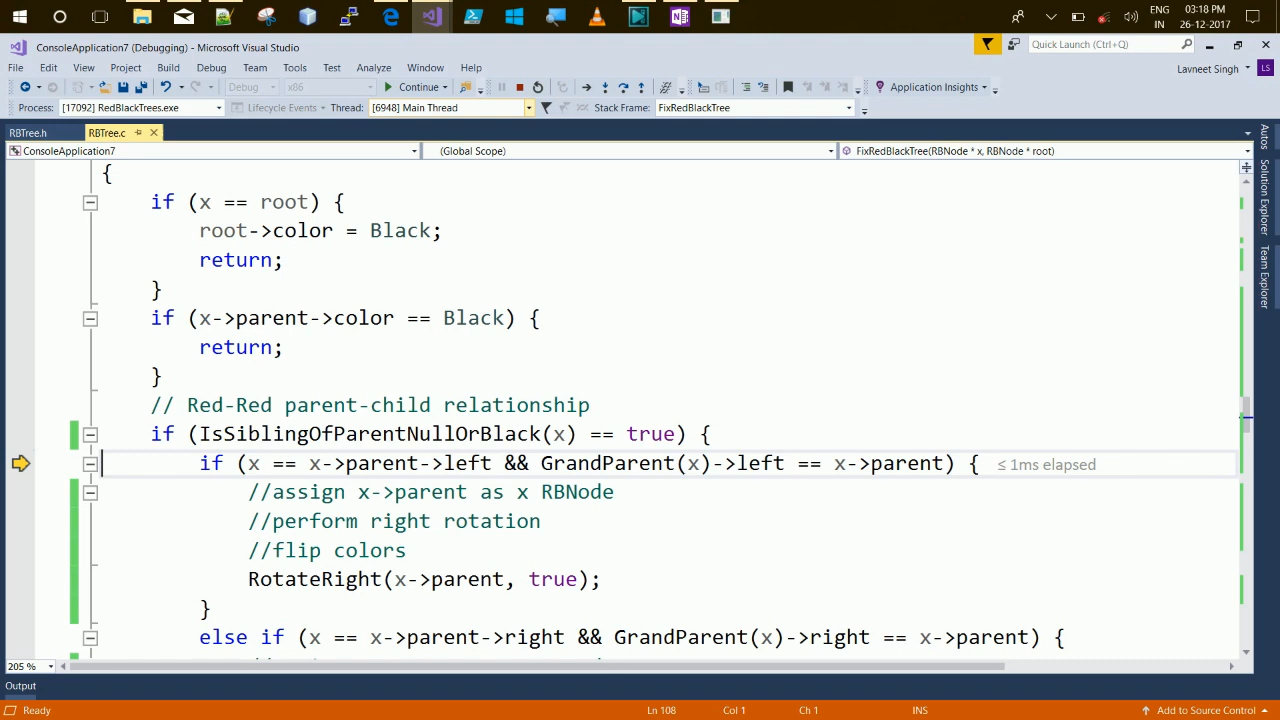 03:18 PM
ENG
IN
26-12-2017
ConsoleApplication7 (Debugging) - Microsoft Visual Studio
Quick Launch (Ctrl+Q)
File Edit View Project Build Debug Team Tools Test Analyze Window Help
Lavneet Singh LS
Debug x86 Continue Application Insights
Process: [17092] RedBlackTrees.exe Lifecycle Events Thread: [6948] Main Thread Stack Frame: FixRedBlackTree
RBTree.h RBTree.c
ConsoleApplication7 (Global Scope) FixRedBlackTree(RBNode * x, RBNode * root)
{
if (x == root) {
root->color = Black;
return;
}
if (x->parent->color == Black) {
return;
}
// Red-Red parent-child relationship
if (IsSiblingOfParentNullOrBlack(x) == true) {
if (x == x->parent->left && GrandParent(x)->left == x->parent) { ≤ 1ms elapsed
//assign x->parent as x RBNode
//perform right rotation
//flip colors
RotateRight(x->parent, true);
}
else if (x == x->parent->right && GrandParent(x)->right == x->parent) {
205 %
Autos
Solution Explorer
Team Explorer
Output
Ready Ln 108 Col 1 Ch 1 INS Add to Source Control